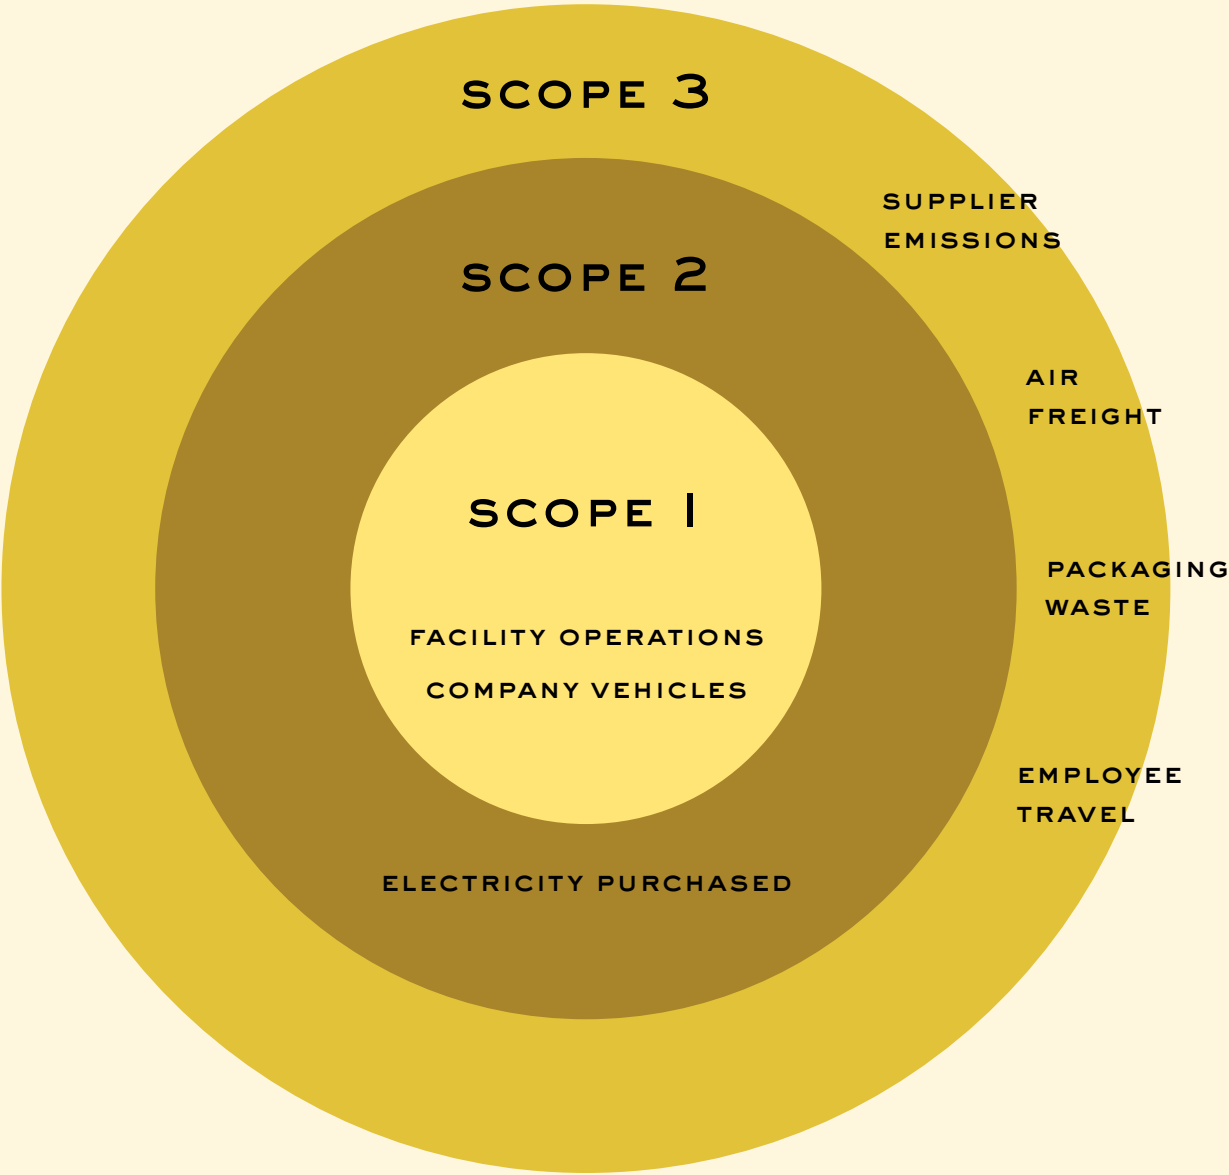 SCOPE 3
SUPPLIER
EMISSIONS
SCOPE 2
AIR
FREIGHT
SCOPE 1
PACKAGING
WASTE
FACILITY OPERATIONS
COMPANY VEHICLES
EMPLOYEE
TRAVEL
ELECTRICITY PURCHASED